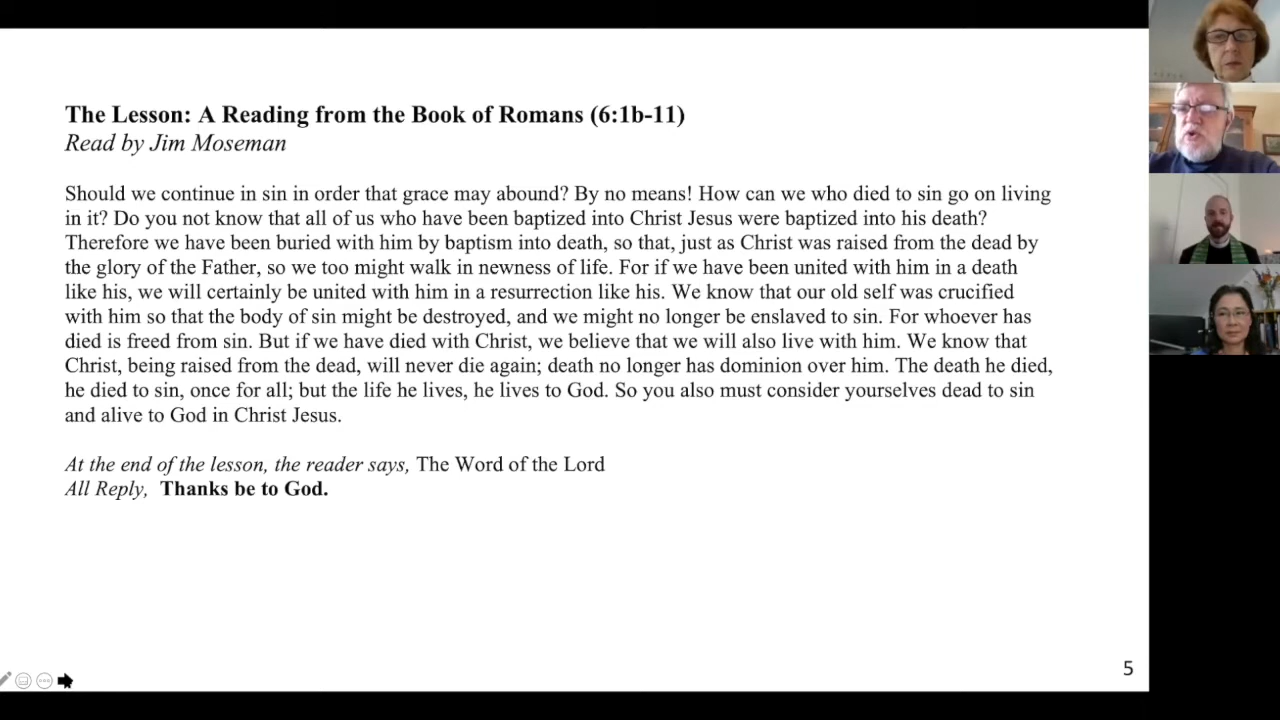 The Lesson: A Reading from the Book of Romans (6:1b-11)
Read by Jim Moseman
Should we continue in sin in order that grace may abound? By no means! How can we who died to sin go on living
in it? Do you not know that all of us who have been baptized into Christ Jesus were baptized into his death?
Therefore we have been buried with him by baptism into death, so that, just as Christ was raised from the dead by
the glory of the Father, so we too might walk in newness of life. For if we have been united with him in a death
like his, we will certainly be united with him in a resurrection like his. We know that our old self was crucified
with him so that the body of sin might be destroyed, and we might no longer be enslaved to sin. For whoever has
died is freed from sin. But if we have died with Christ, we believe that we will also live with him. We know that
Christ, being raised from the dead, will never die again; death no longer has dominion over him. The death he died,
he died to sin, once for all; but the life he lives, he lives to God. So you also must consider yourselves dead to sin
and alive to God in Christ Jesus.
At the end of the lesson, the reader says, The Word of the Lord
All Reply, Thanks be to God.
5